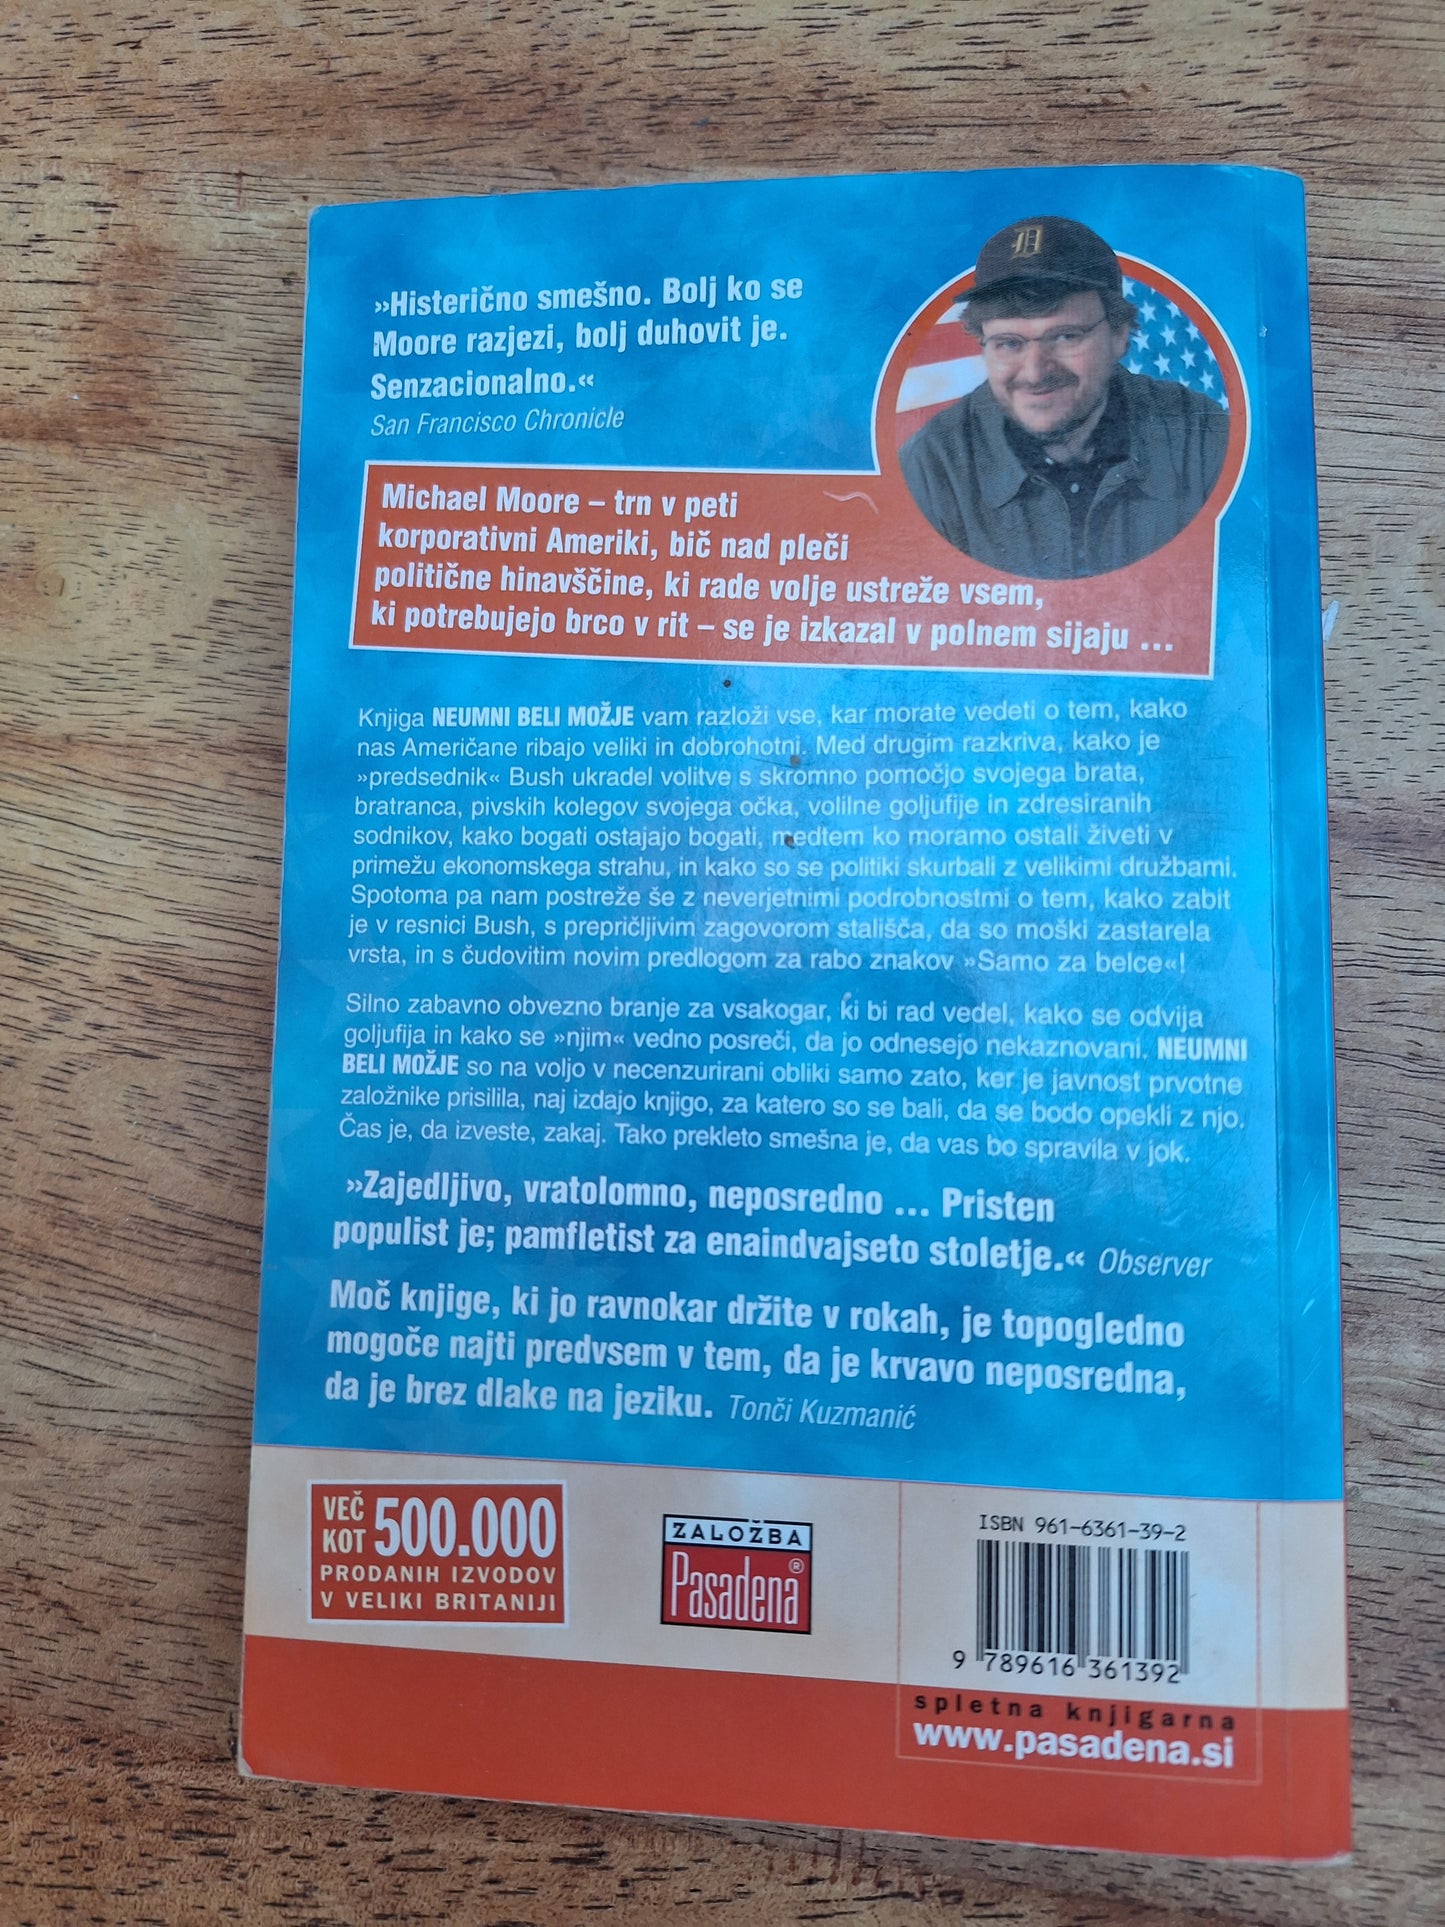 »Histerično smešno. Bolj ko se
Moore razjezi, bolj duhovit je.
Senzacionalno.«
San Francisco Chronicle
Michael Moore – trn v peti
korporativni Ameriki, bič nad pleči
politične hinavščine, ki rade volje ustreže vsem,
ki potrebujejo brco v rit – se je izkazal v polnem sijaju ...
Knjiga NEUMNI BELI MOŽJE vam razloži vse, kar morate vedeti o tem, kako
nas Američane ribajo veliki in dobrohotni. Med drugim razkriva, kako je
»predsednik« Bush ukradel volitve s skromno pomočjo svojega brata,
bratranca, pivskih kolegov svojega očka, volilne goljufije in zdresiranih
sodnikov, kako bogati ostajajo bogati, medtem ko moramo ostali živeti v
primežu ekonomskega strahu, in kako so se politiki skurbali z velikimi družbami.
Spotoma pa nam postreže še z neverjetnimi podrobnostmi o tem, kako zabit
je v resnici Bush, s prepričljivim zagovorom stališča, da so moški zastarela
vrsta, in s čudovitim novim predlogom za rabo znakov »Samo za belce«!
Silno zabavno obvezno branje za vsakogar, ki bi rad vedel, kako se odvija
goljufija in kako se »njim« vedno posreči, da jo odnesejo nekaznovani. NEUMNI
BELI MOŽJE so na voljo v necenzurirani obliki samo zato, ker je javnost prvotne
založnike prisilila, naj izdajo knjigo, za katero so se bali, da se bodo opekli z njo.
Čas je, da izveste, zakaj. Tako prekleto smešna je, da vas bo spravila v jok.
»Zajedljivo, vratolomno, neposredno ... Pristen
populist je; pamfletist za enaindvajseto stoletje.« Observer
Moč knjige, ki jo ravnokar držite v rokah, je topogledno
mogoče najti predvsem v tem, da je krvavo neposredna,
da je brez dlake na jeziku. Tonči Kuzmanić
VEČ KOT 500.000
PRODANIH IZVODOV
V VELIKI BRITANIJI
ZALOŽBA
Pasadena®
ISBN 961-6361-39-2
9 789616 361392
spletna knjigarna
www.pasadena.si
D